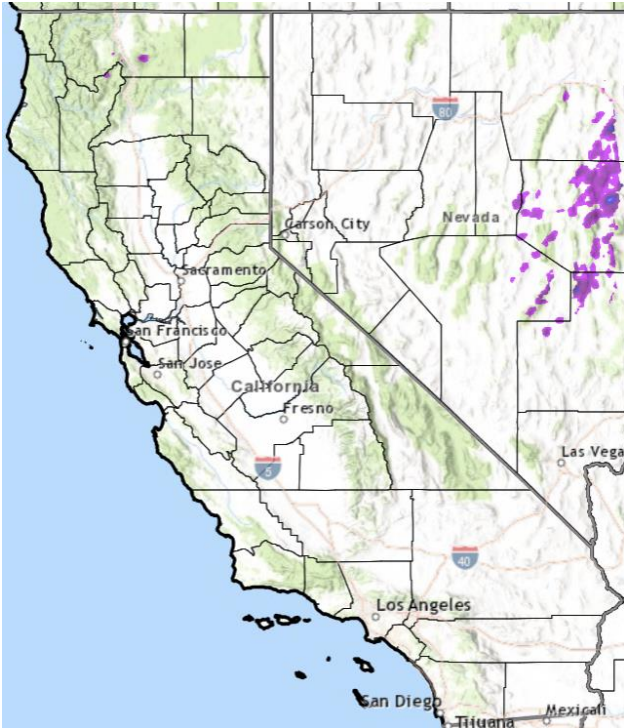 80
Nevada
Carson City
Sacramento
San Francisco
San Jose
California
Fresno
5
Las Vega
40
Los Angeles
San Diego
Tijuana
Mexicali